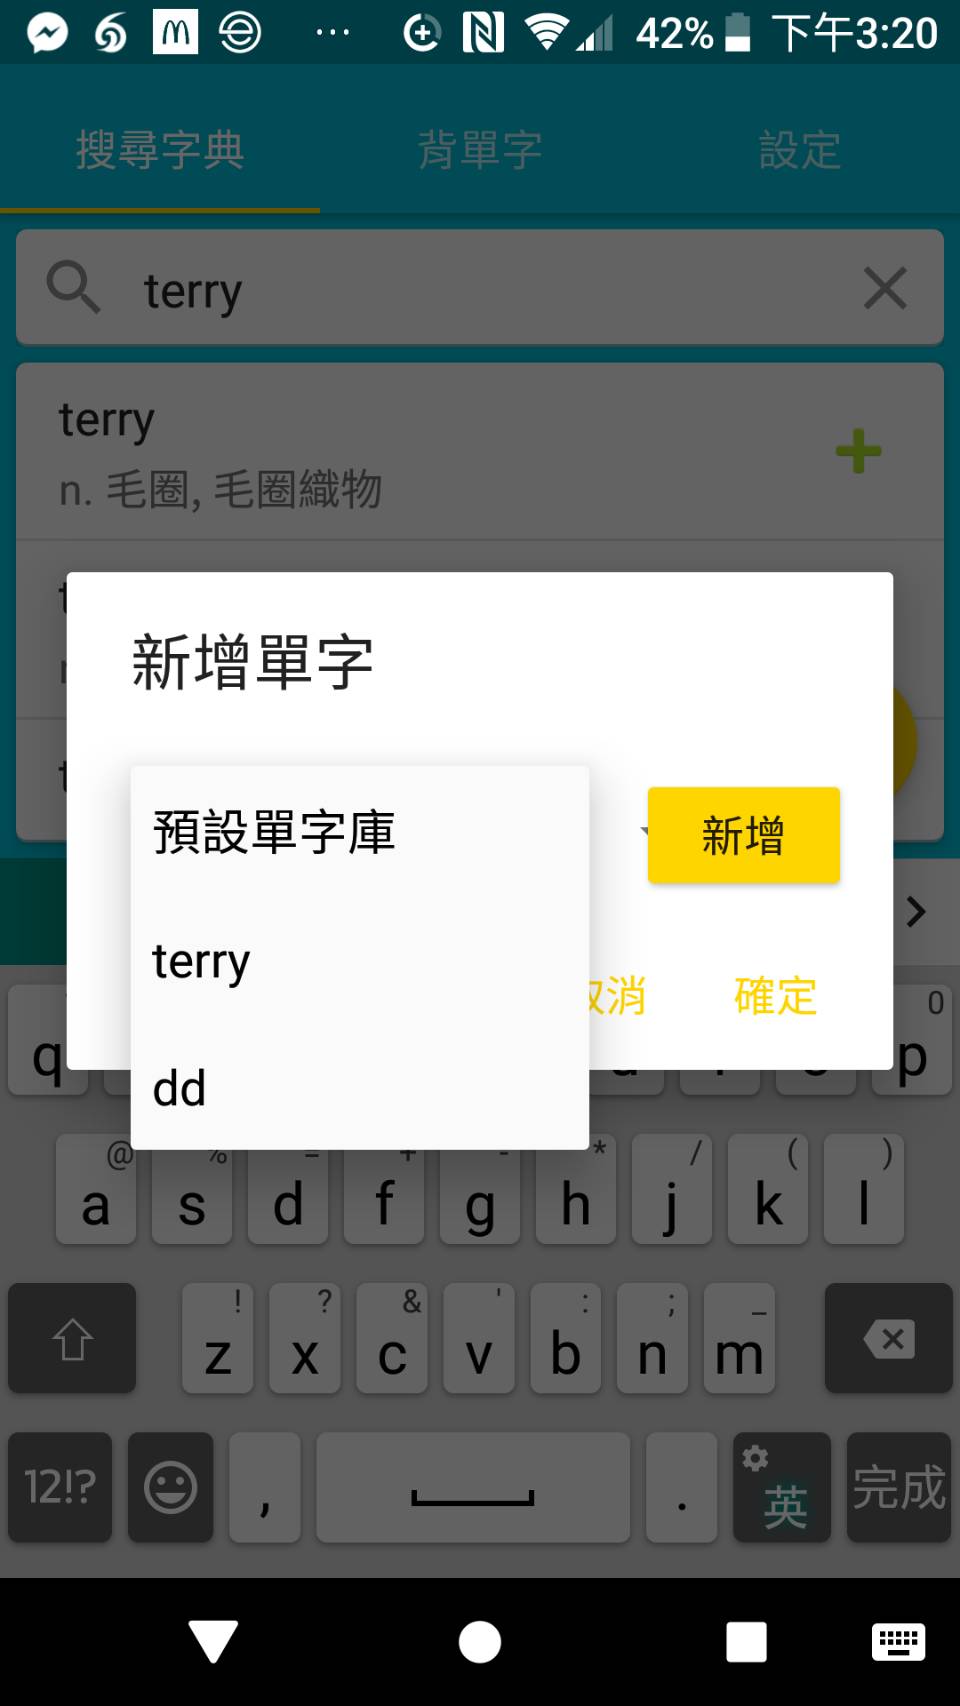 42% 下午3:20
搜尋字典 背單字 設定
terry
terry
n. 毛圈, 毛圈織物
新增單字
預設單字庫
新增
terry
取消 確定
dd
0
q p
@ % = + - * / ( )
a s d f g h j k l
! ? & ' : ; _
z x c v b n m
12!? , . 英 完成